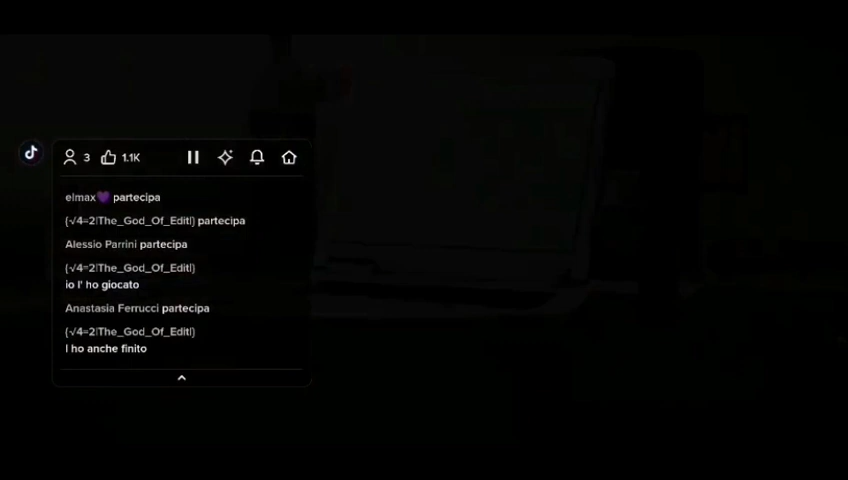 3 1.1K
elmax💜 partecipa
(√4=2|The_God_Of_Edit|) partecipa
Alessio Parrini partecipa
(√4=2|The_God_Of_Edit|)
io l' ho giocato
Anastasia Ferrucci partecipa
(√4=2|The_God_Of_Edit|)
l ho anche finito